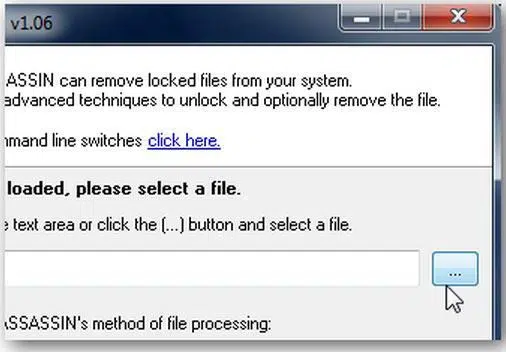 v1.06
ASSASSIN can remove locked files from your system.
advanced techniques to unlock and optionally remove the file.
mmand line switches click here.
loaded, please select a file.
e text area or click the (...) button and select a file.
...
ASSASSIN's method of file processing: